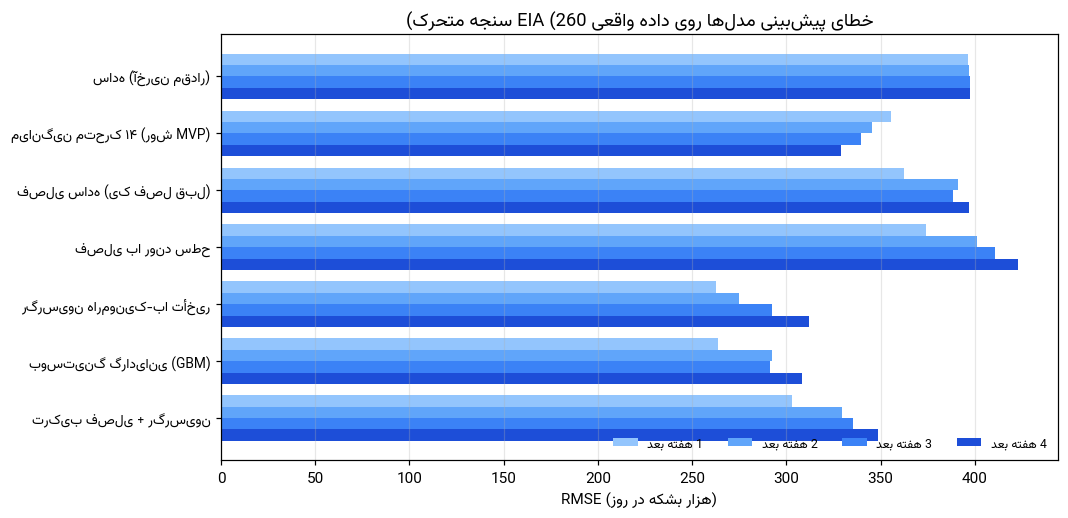 خطای پیش‌بینی مدل‌ها روی داده واقعی EIA (260 سنجه متحرک)
ساده (آخرین مقدار)
میانگین متحرک ۱۴ (روش MVP)
فصلی ساده (یک فصل قبل)
فصلی با روند سطح
رگرسیون هارمونیک-با تأخیر
بوستینگ گرادیانی (GBM)
ترکیب فصلی + رگرسیون
1 هفته بعد
2 هفته بعد
3 هفته بعد
4 هفته بعد
0 50 100 150 200 250 300 350 400
RMSE (هزار بشکه در روز)